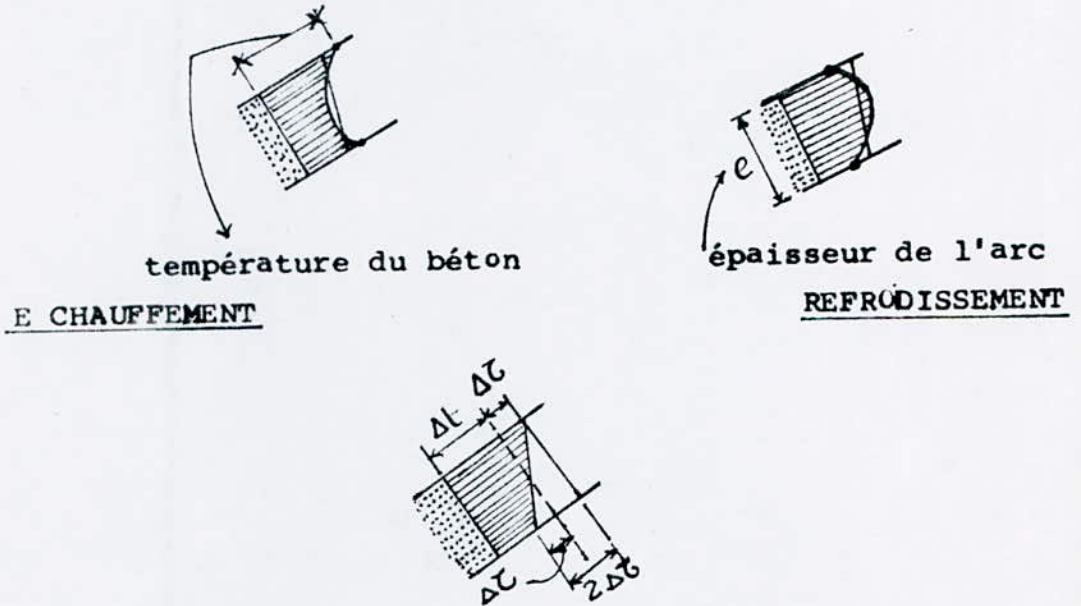 température du béton
E CHAUFFEMENT
e
épaisseur de l'arc
REFRODISSEMENT
Δt Δτ
Δτ 2Δτ